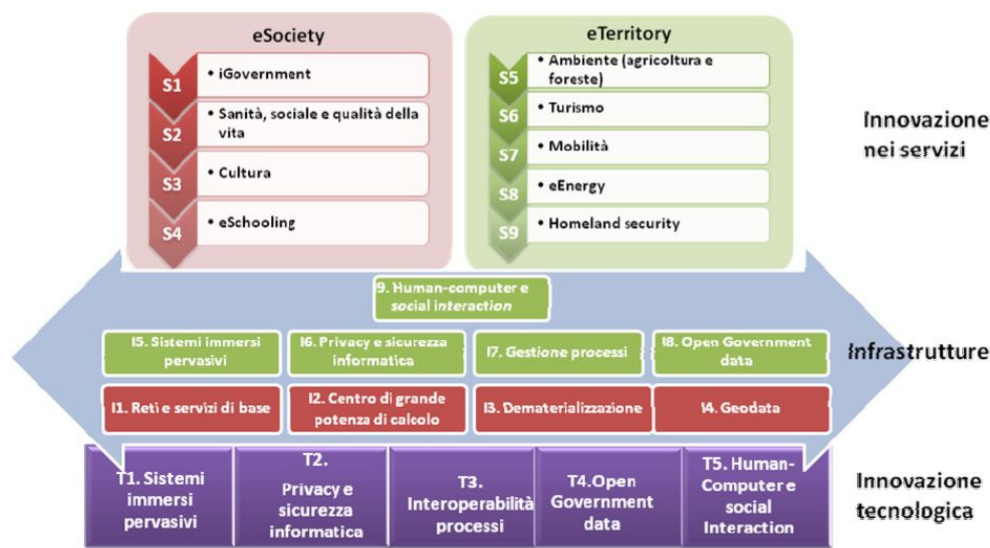 eSociety
S1
• iGovernment
S2
• Sanità, sociale e qualità della
vita
S3
• Cultura
S4
• eSchooling
eTerritory
S5
• Ambiente (agricoltura e
foreste)
S6
• Turismo
S7
• Mobilità
S8
• eEnergy
S9
• Homeland security
Innovazione
nei servizi
I9. Human-computer e
social interaction
I5. Sistemi immersi
pervasivi
I6. Privacy e sicurezza
informatica
I7. Gestione processi
I8. Open Government
data
Infrastrutture
I1. Reti e servizi di base
I2. Centro di grande
potenza di calcolo
I3. Dematerializzazione
I4. Geodata
T1. Sistemi
immersi
pervasivi
T2.
Privacy e
sicurezza
informatica
T3.
Interoperabilità
processi
T4.Open
Government
data
T5. Human-
Computer e
social
Interaction
Innovazione
tecnologica